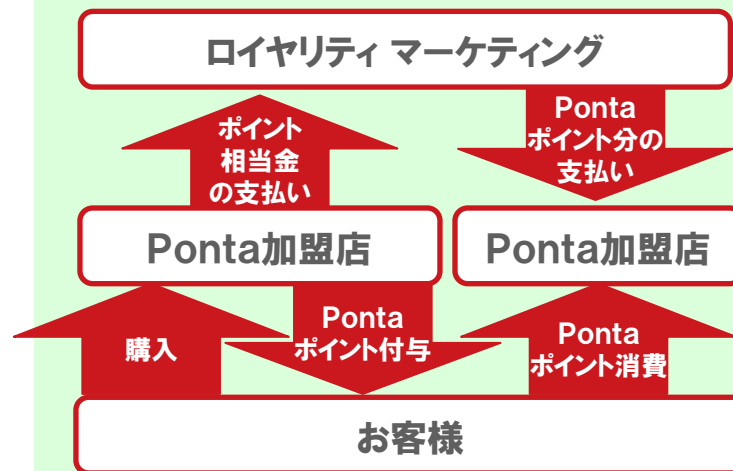 ロイヤリティ マーケティング
ポイント
相当金
の支払い
Ponta
ポイント分の
支払い
Ponta加盟店
Ponta加盟店
購入
Ponta
ポイント付与
Ponta
ポイント消費
お客様